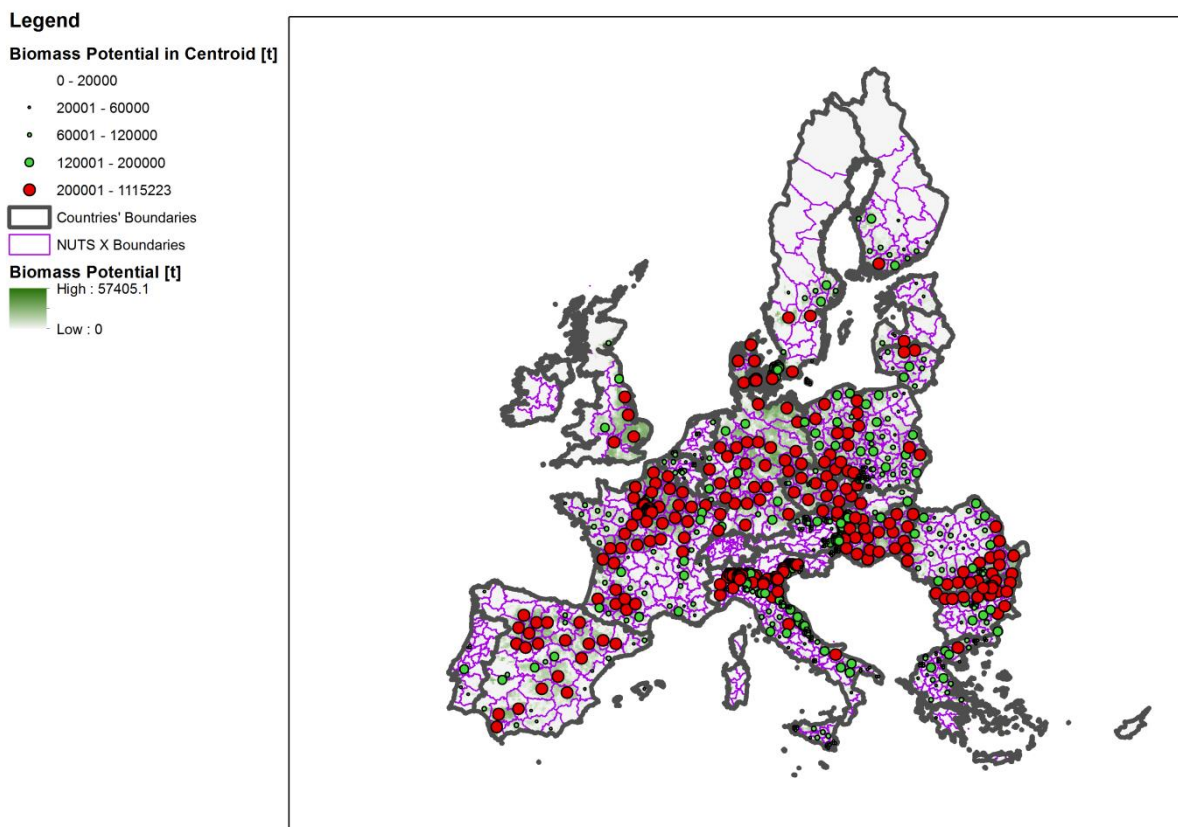 Legend
Biomass Potential in Centroid [t]
0 - 20000
20001 - 60000
60001 - 120000
120001 - 200000
200001 - 1115223
Countries' Boundaries
NUTS X Boundaries
Biomass Potential [t]
High : 57405.1
Low : 0